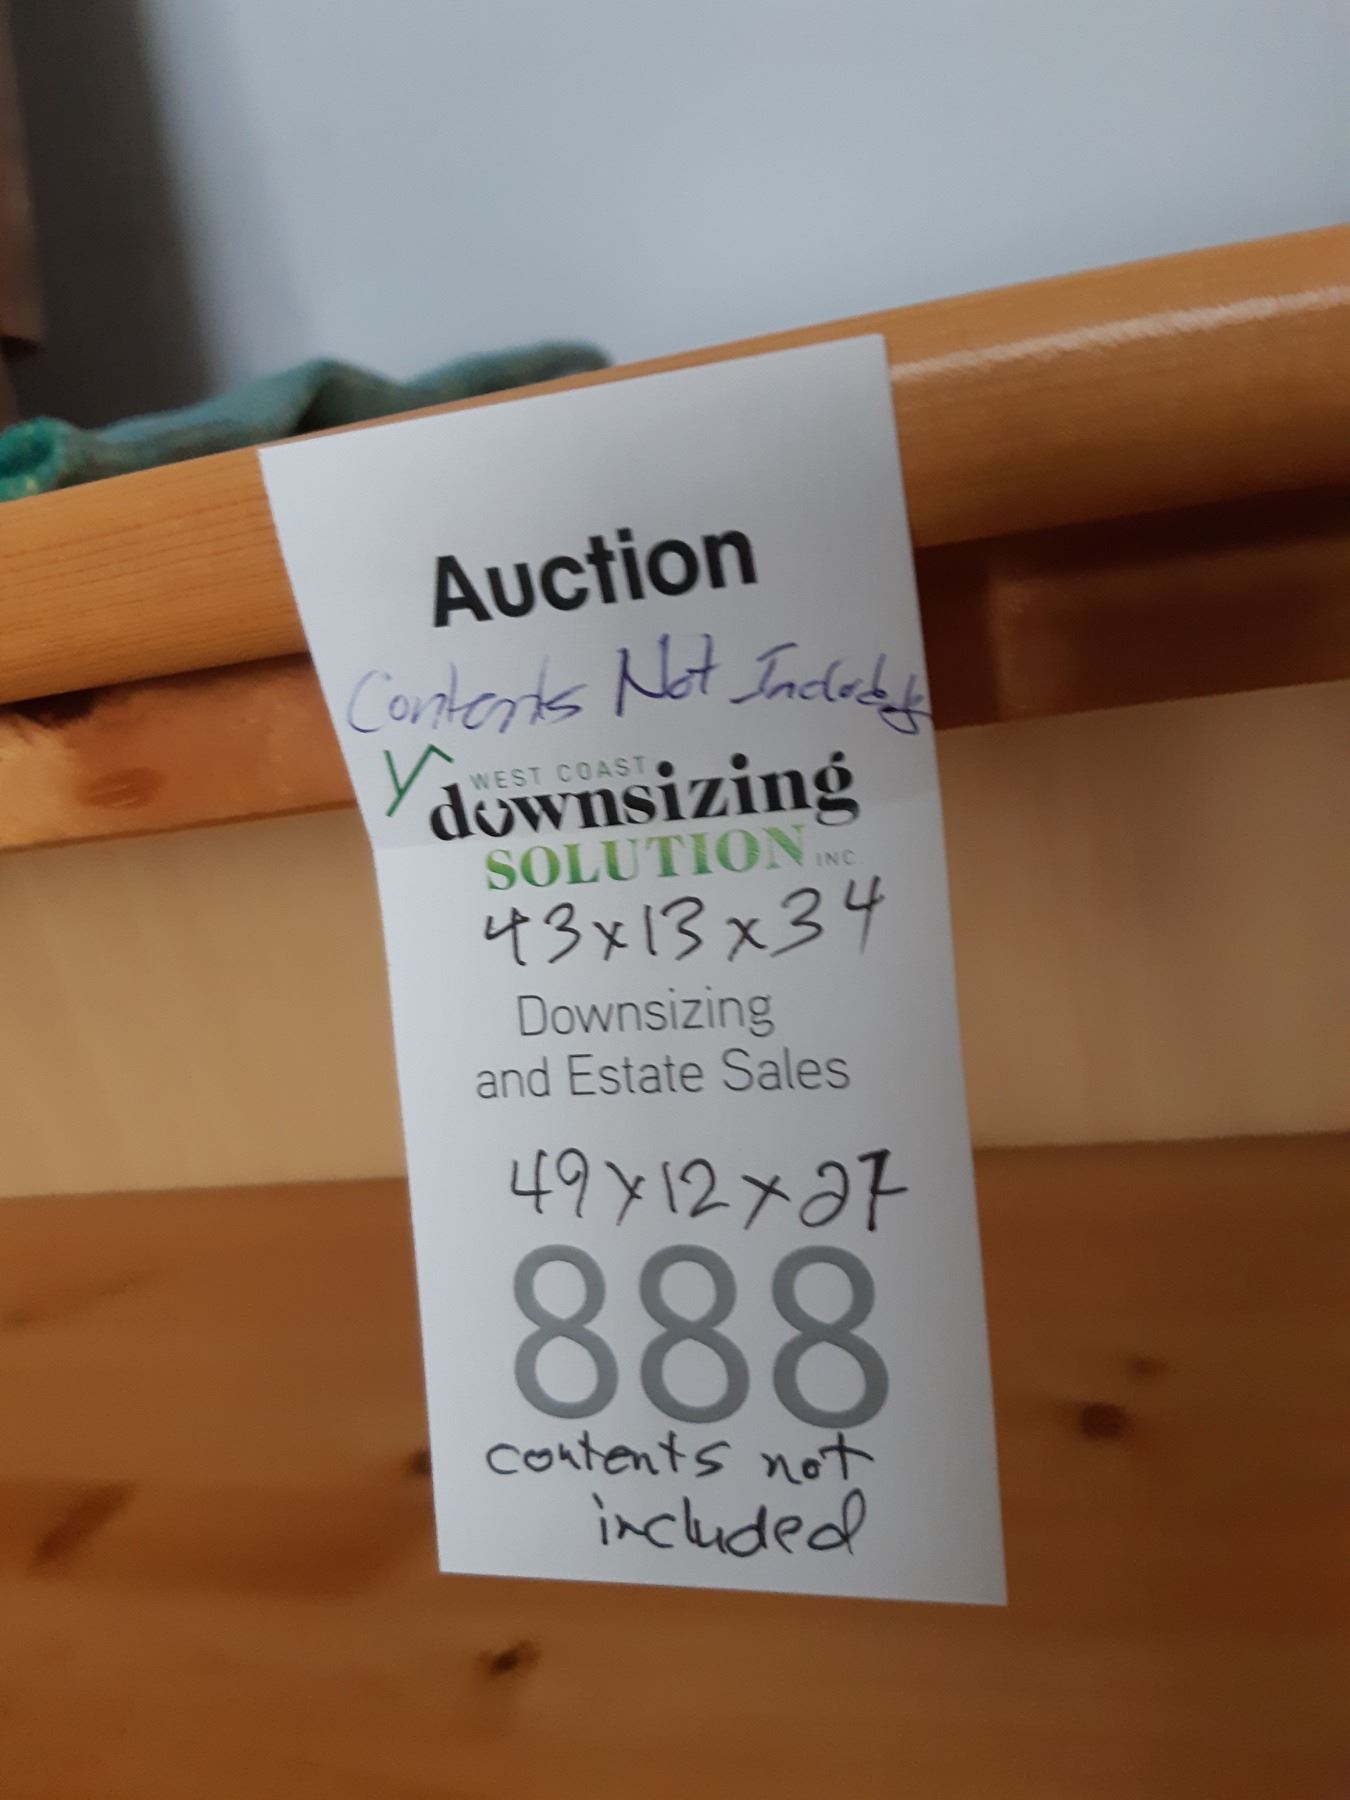 Auction
Contents Not Included
WEST COAST
downsizing
SOLUTION INC.
43x13x34
Downsizing
and Estate Sales
49x12x27
888
contents not
included